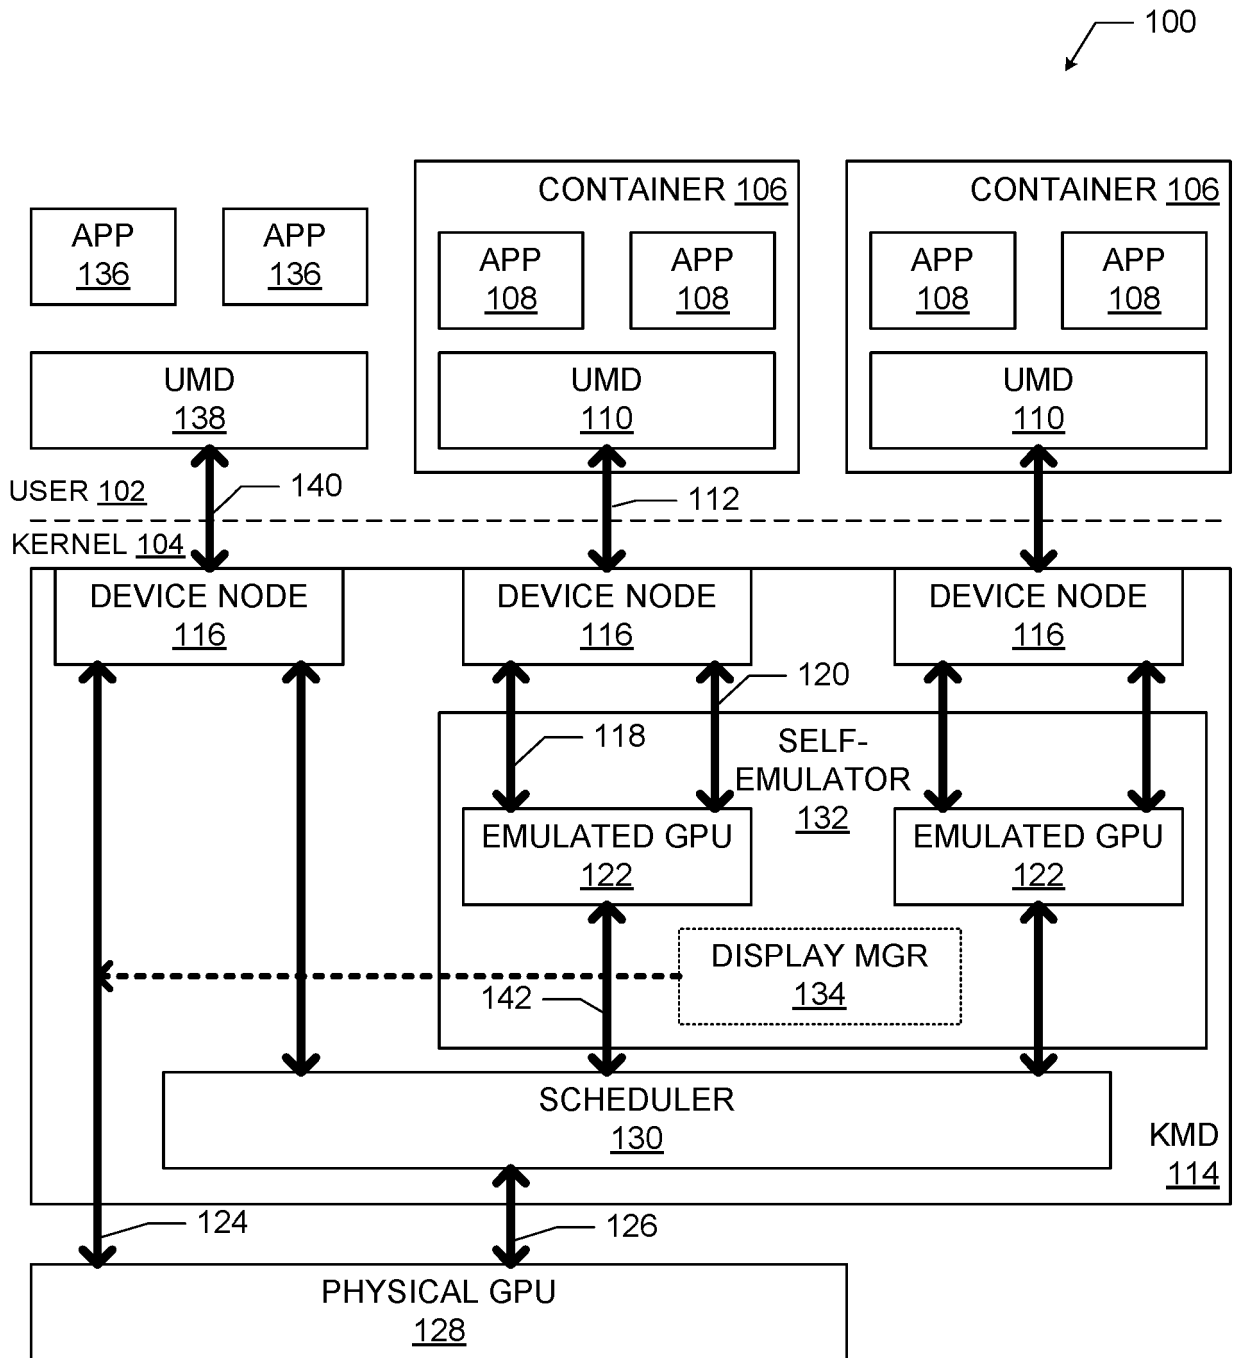 100
CONTAINER 106
CONTAINER 106
APP
136
APP
136
APP
108
APP
108
APP
108
APP
108
UMD
138
UMD
110
UMD
110
USER 102
140
112
KERNEL 104
DEVICE NODE
116
DEVICE NODE
116
DEVICE NODE
116
120
118
SELF-
EMULATOR
132
EMULATED GPU
122
EMULATED GPU
122
DISPLAY MGR
134
142
SCHEDULER
130
KMD
114
124
126
PHYSICAL GPU
128